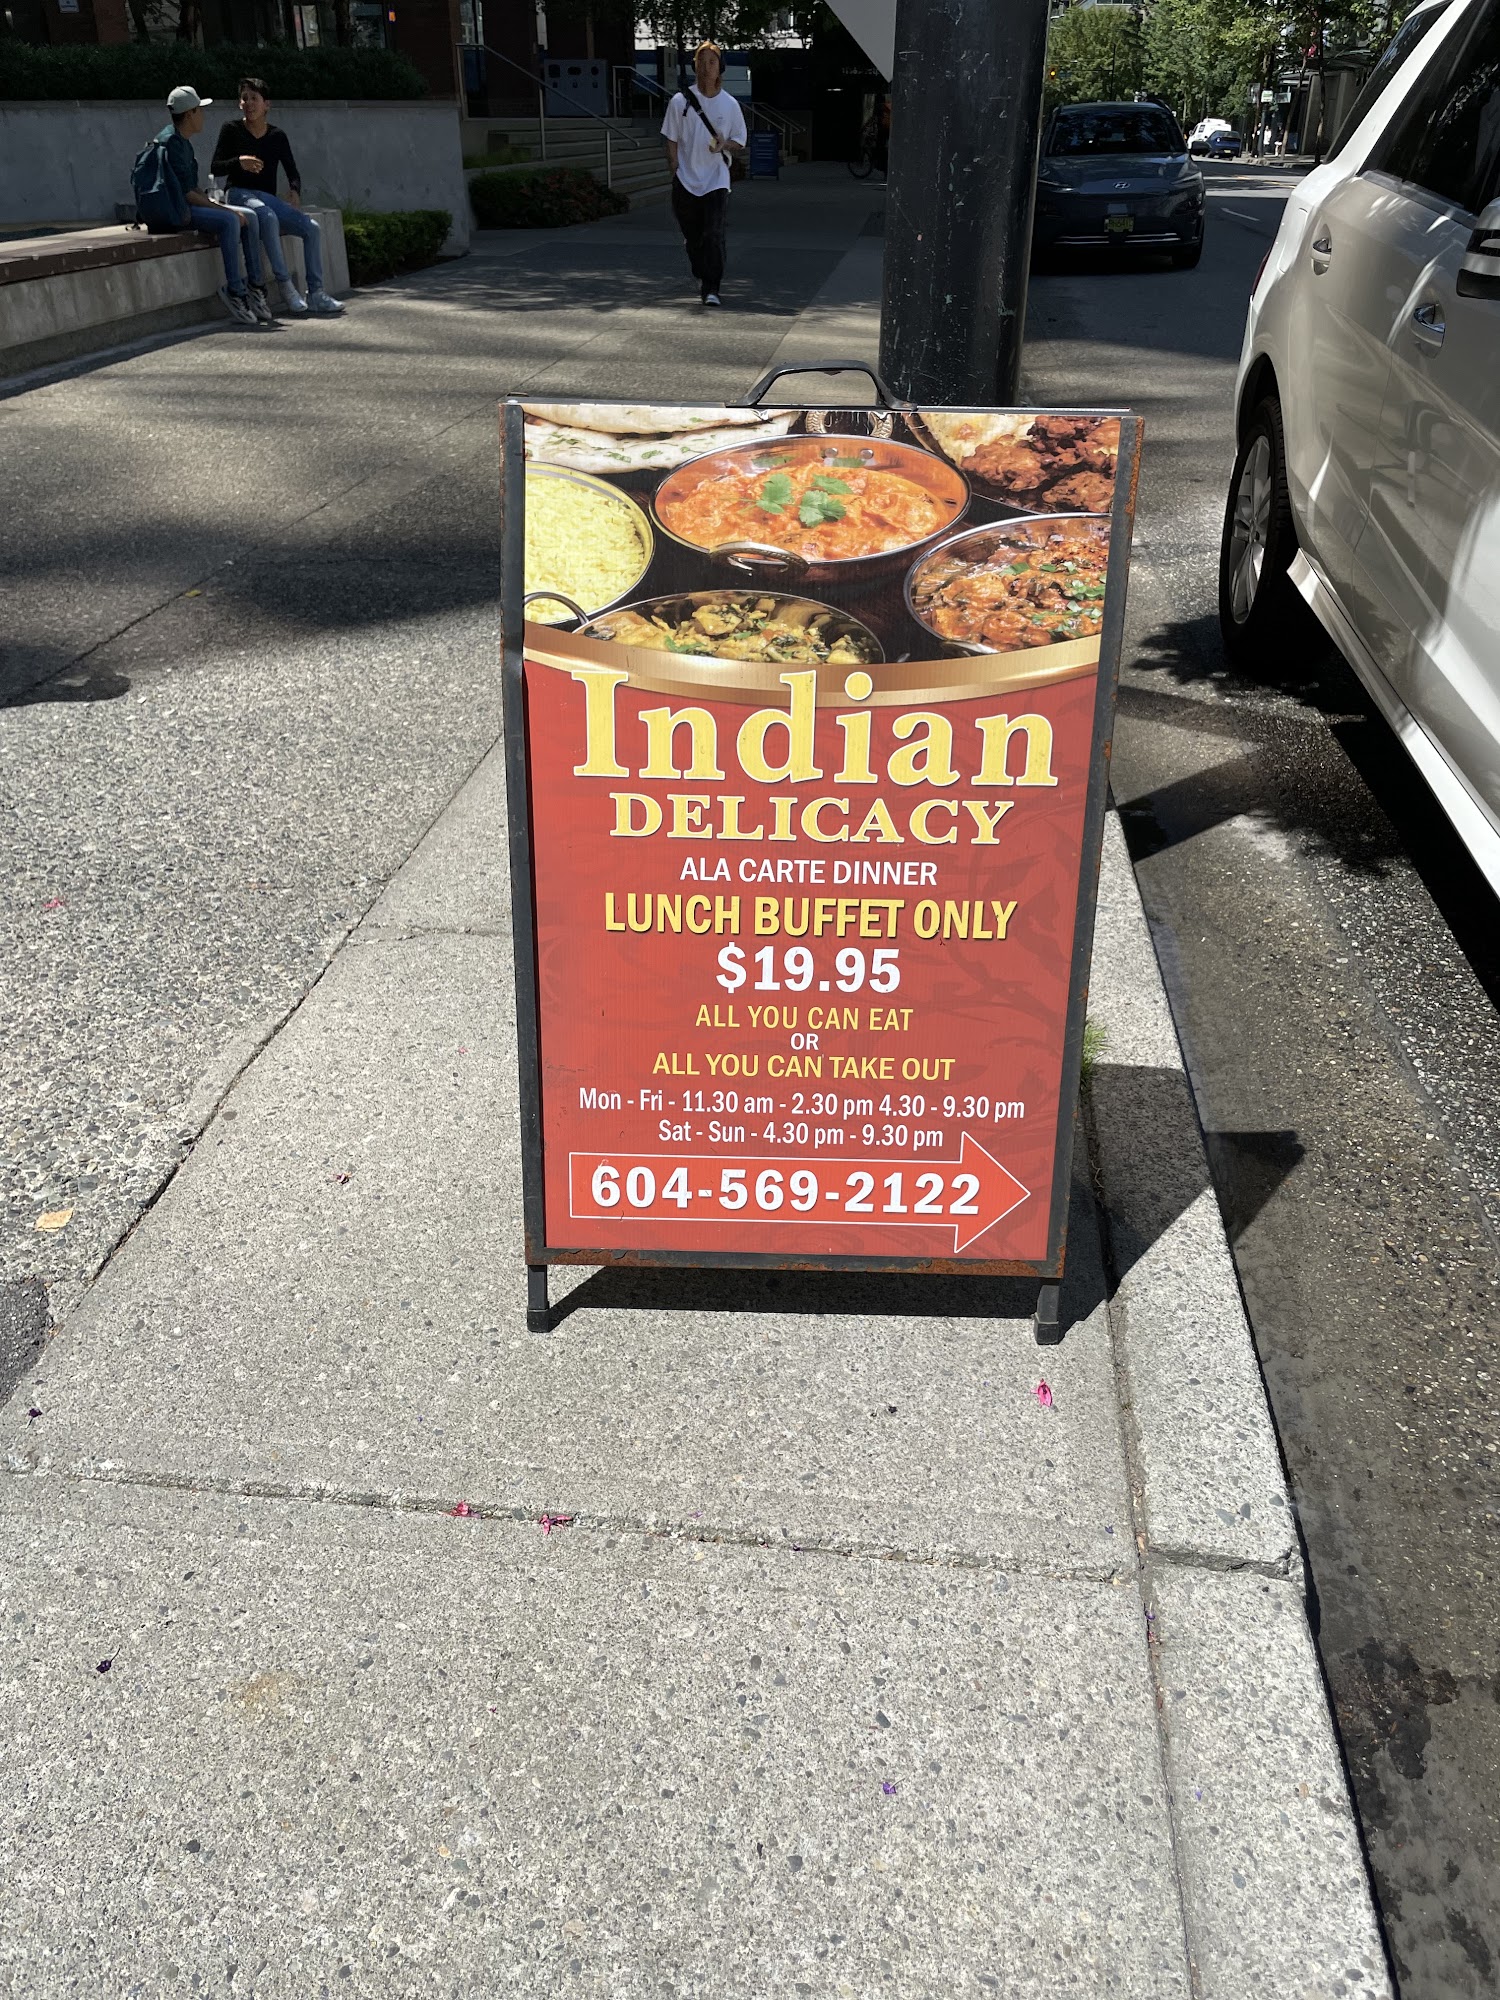 Indian
DELICACY
ALA CARTE DINNER
LUNCH BUFFET ONLY
$19.95
ALL YOU CAN EAT
OR
ALL YOU CAN TAKE OUT
Mon - Fri - 11.30 am - 2.30 pm 4.30 - 9.30 pm
Sat - Sun - 4.30 pm - 9.30 pm
604-569-2122